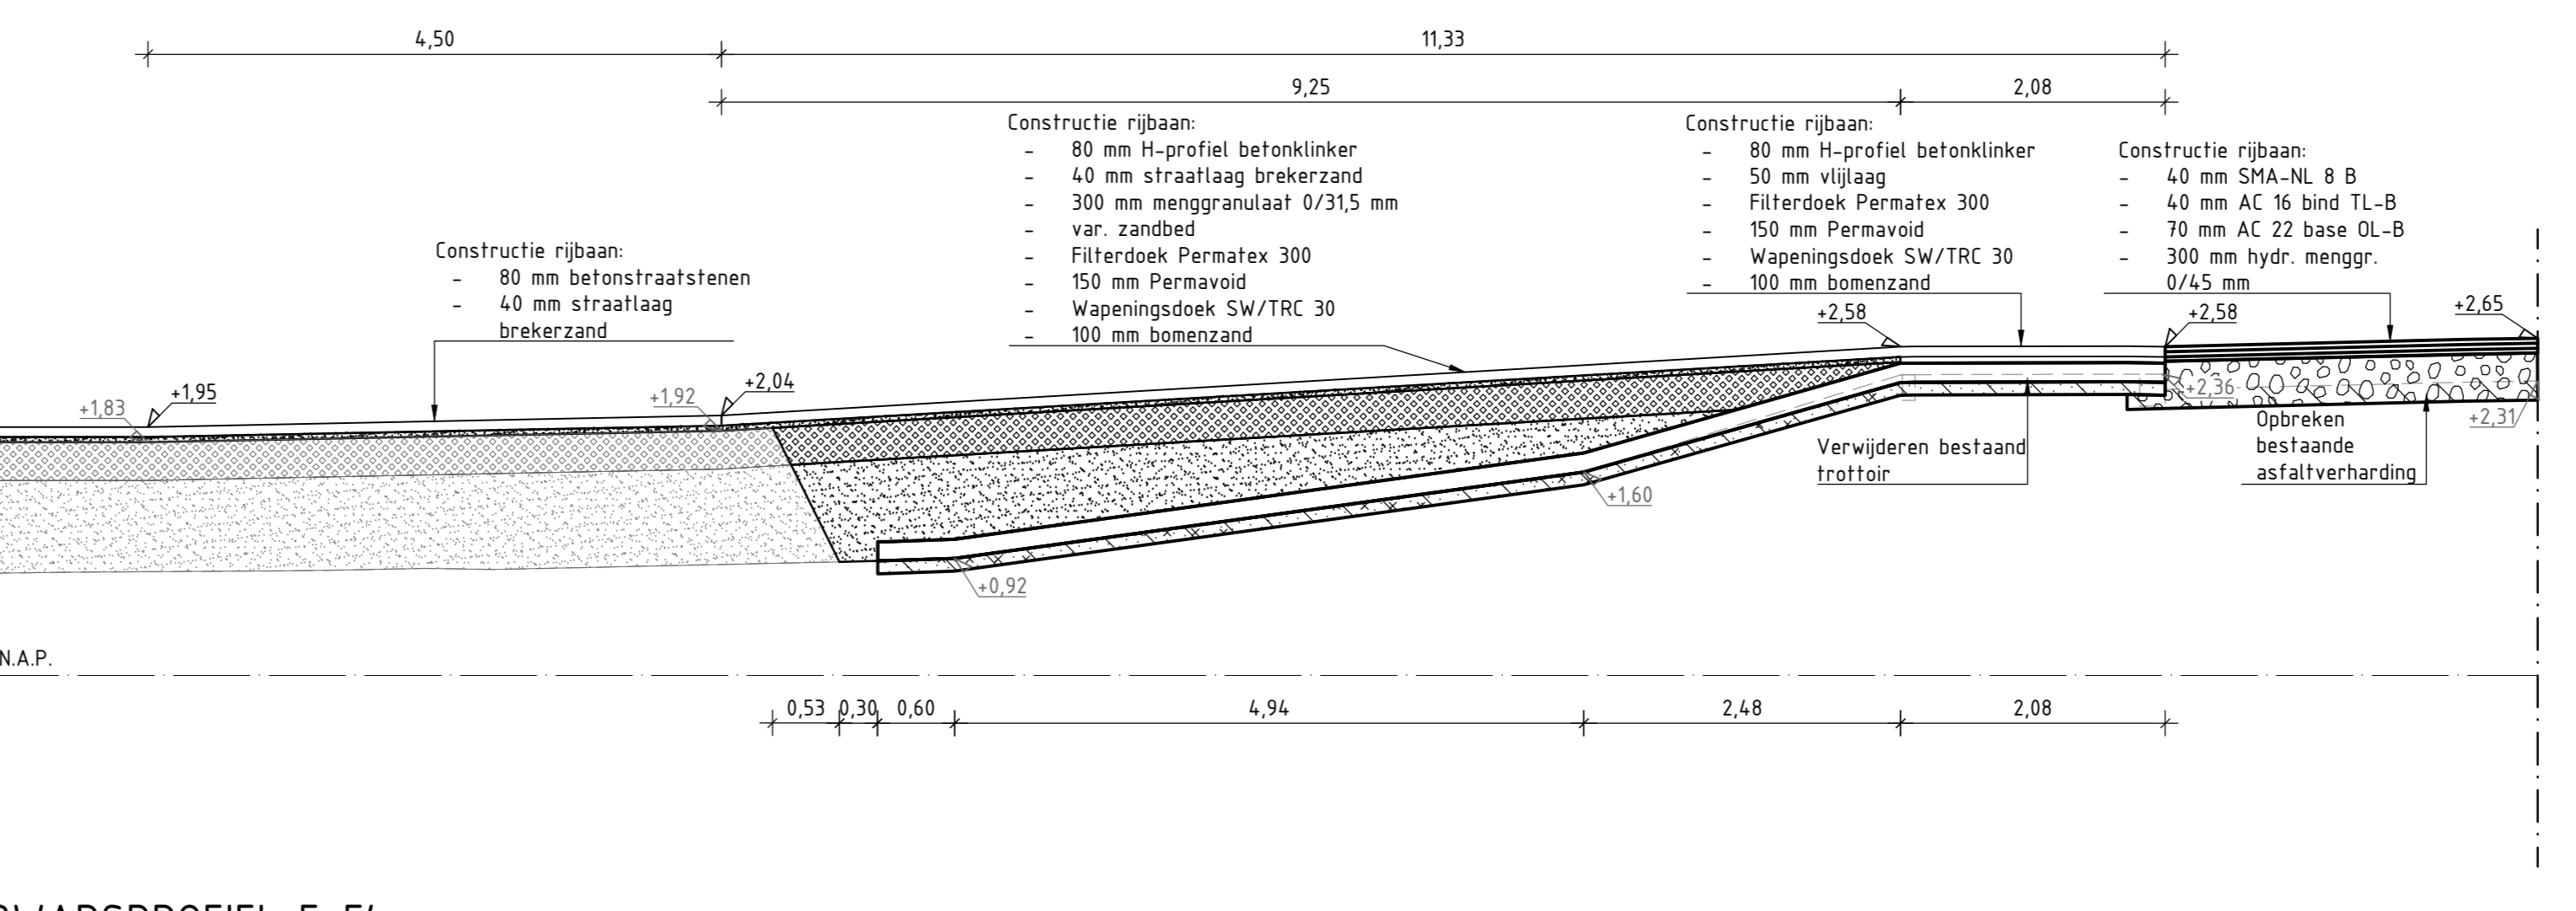 4,50
11,33
9,25
2,08
Constructie rijbaan:
- 80 mm betonstraatstenen
- 40 mm straatlaag
brekerzand
Constructie rijbaan:
- 80 mm H-profiel betonklinker
- 40 mm straatlaag brekerzand
- 300 mm menggranulaat 0/31,5 mm
- var. zandbed
- Filterdoek Permatex 300
- 150 mm Permavoid
- Wapeningsdoek SW/TRC 30
- 100 mm bomenzand
Constructie rijbaan:
- 80 mm H-profiel betonklinker
- 50 mm vlijlaag
- Filterdoek Permatex 300
- 150 mm Permavoid
- Wapeningsdoek SW/TRC 30
- 100 mm bomenzand
Constructie rijbaan:
- 40 mm SMA-NL 8 B
- 40 mm AC 16 bind TL-B
- 70 mm AC 22 base OL-B
- 300 mm hydr. menggr.
0/45 mm
+1,83
+1,95
+1,92
+2,04
+2,58
+2,58
+2,65
+2,36
+2,31
+1,60
+0,92
Verwijderen bestaand
trottoir
Opbreken
bestaande
asfaltverharding
N.A.P.
0,53
0,30
0,60
4,94
2,48
2,08